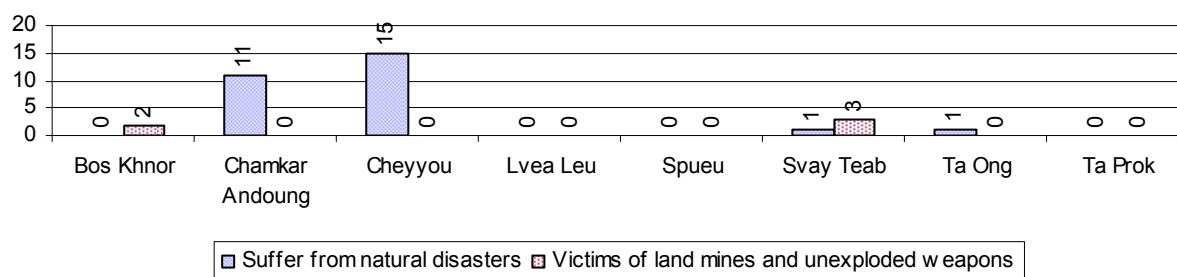 20
15
10
5
0
0 2 11 0 15 0 0 0 0 0 1 3 1 0 0 0
Bos Khnor Chamkar Andoung Cheyyou Lvea Leu Spueu Svay Teab Ta Ong Ta Prok
Suffer from natural disasters Victims of land mines and unexploded weapons